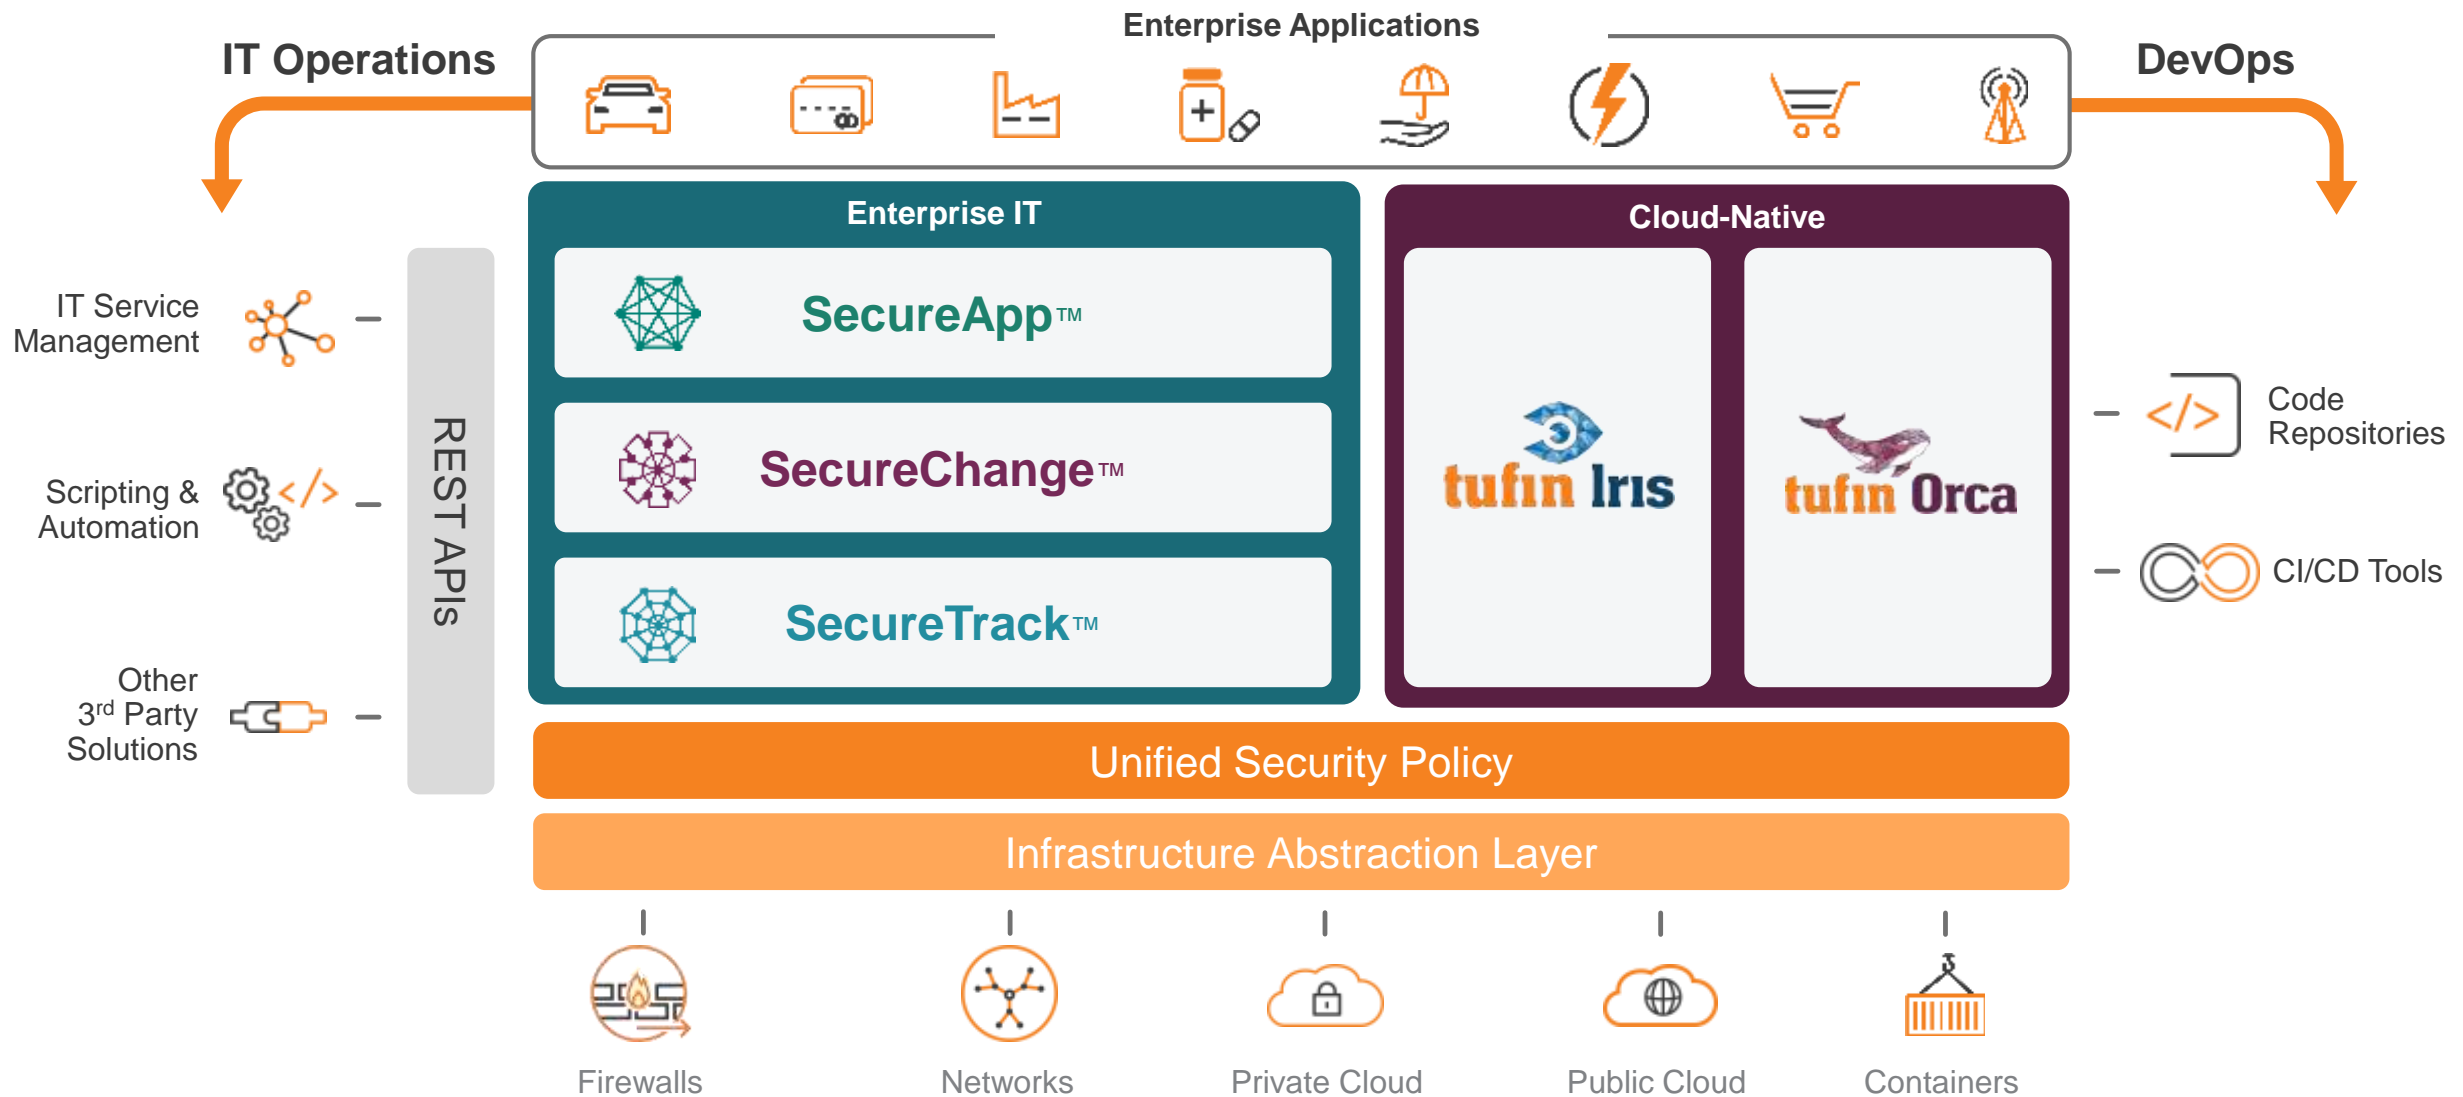 Enterprise Applications
IT Operations
DevOps
Enterprise IT
Cloud-Native
IT Service
Management
Scripting &
Automation
Other
3rd Party
Solutions
REST APIs
SecureApp™
SecureChange™
SecureTrack™
tufin Iris
tufin Orca
</>
Code
Repositories
</>
CI/CD Tools
Unified Security Policy
Infrastructure Abstraction Layer
Firewalls
Networks
Private Cloud
Public Cloud
Containers